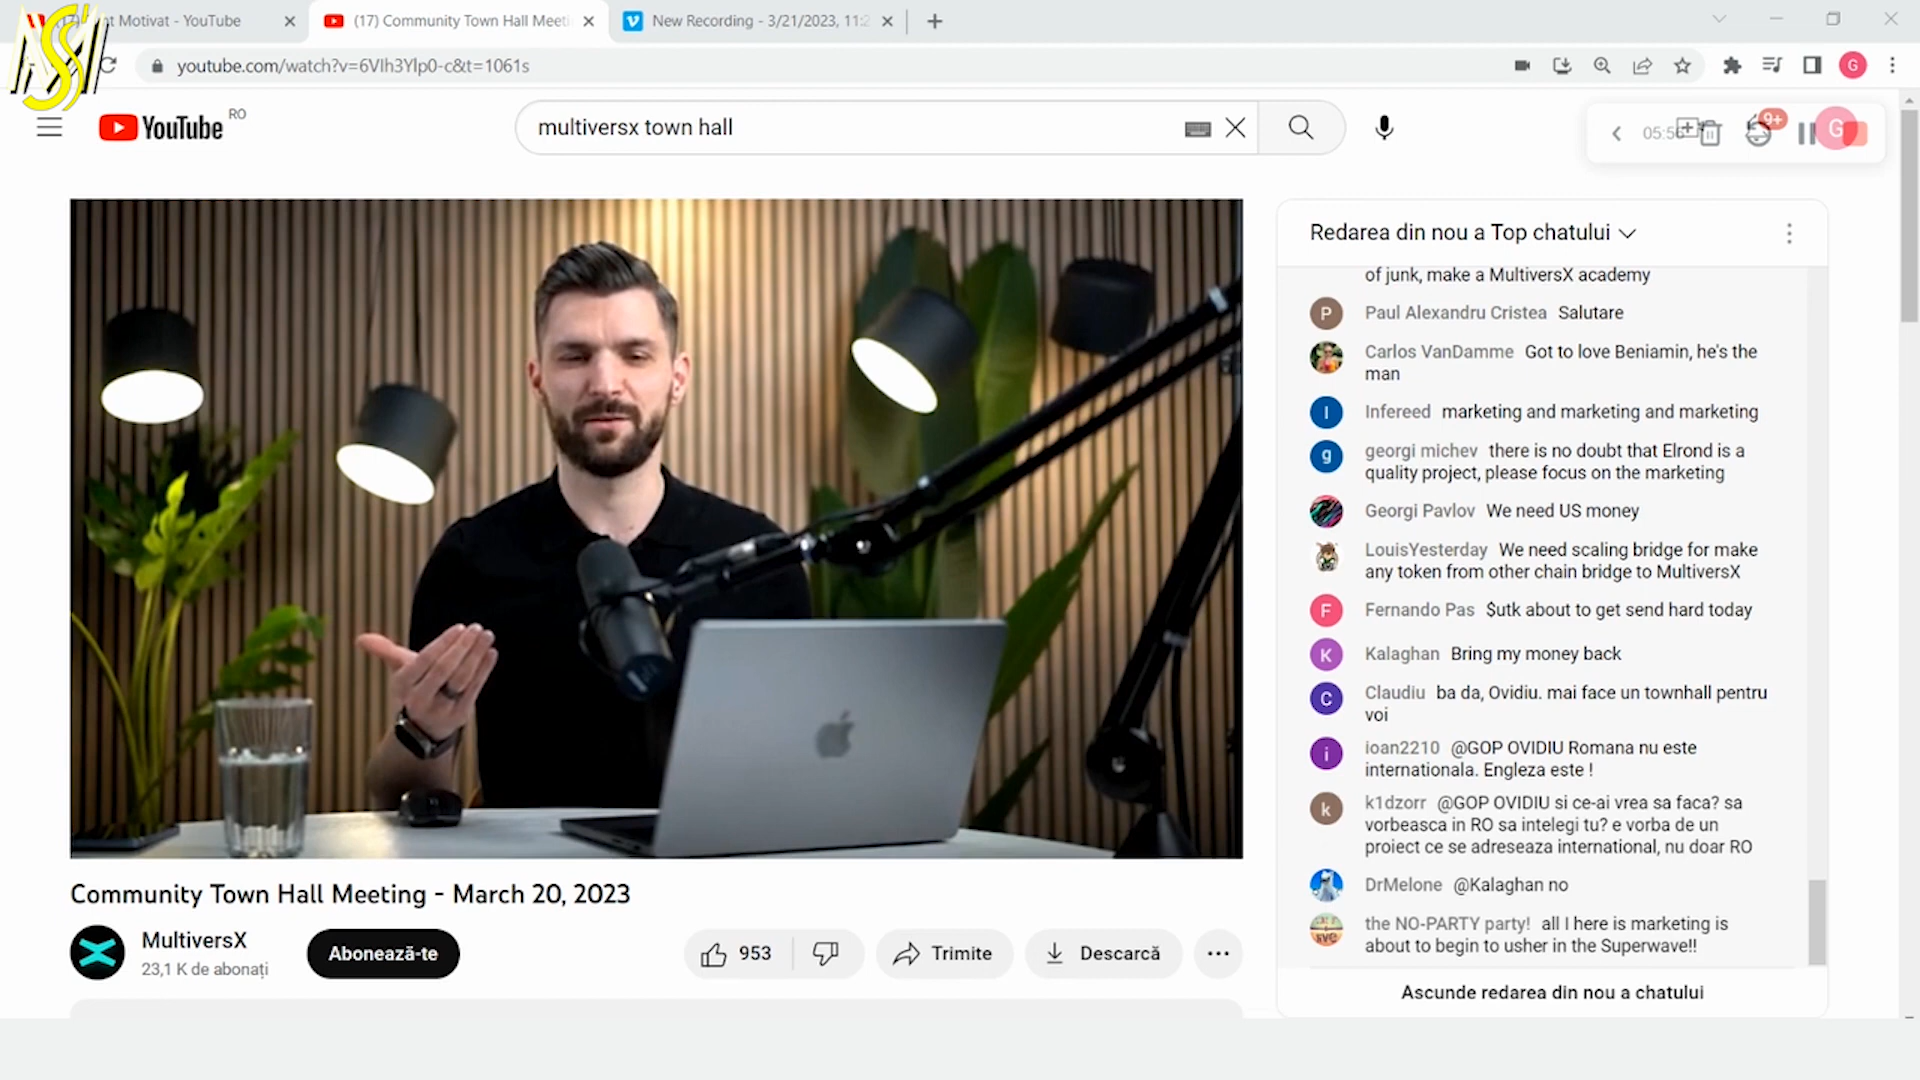 nt Motivat - YouTube
(17) Community Town Hall Meeti
New Recording - 3/21/2023, 11:2
youtube.com/watch?v=6VIh3Ylp0-c&t=1061s
G
YouTube
RO
multiversx town hall
05:56
9+
G
Redarea din nou a Top chatului
of junk, make a MultiversX academy
P
Paul Alexandru Cristea Salutare
Carlos VanDamme Got to love Beniamin, he's the
man
I
Infereed marketing and marketing and marketing
g
georgi michev there is no doubt that Elrond is a
quality project, please focus on the marketing
Georgi Pavlov We need US money
LouisYesterday We need scaling bridge for make
any token from other chain bridge to MultiversX
F
Fernando Pas $utk about to get send hard today
K
Kalaghan Bring my money back
C
Claudiu ba da, Ovidiu. mai face un townhall pentru
voi
i
ioan2210 @GOP OVIDIU Romana nu este
internationala. Engleza este !
k
k1dzorr @GOP OVIDIU si ce-ai vrea sa faca? sa
vorbeasca in RO sa intelegi tu? e vorba de un
proiect ce se adreseaza international, nu doar RO
DrMelone @Kalaghan no
the NO-PARTY party! all I here is marketing is
about to begin to usher in the Superwave!!
Ascunde redarea din nou a chatului
Community Town Hall Meeting - March 20, 2023
MultiversX
23,1 K de abonați
Abonează-te
953
Trimite
Descarcă